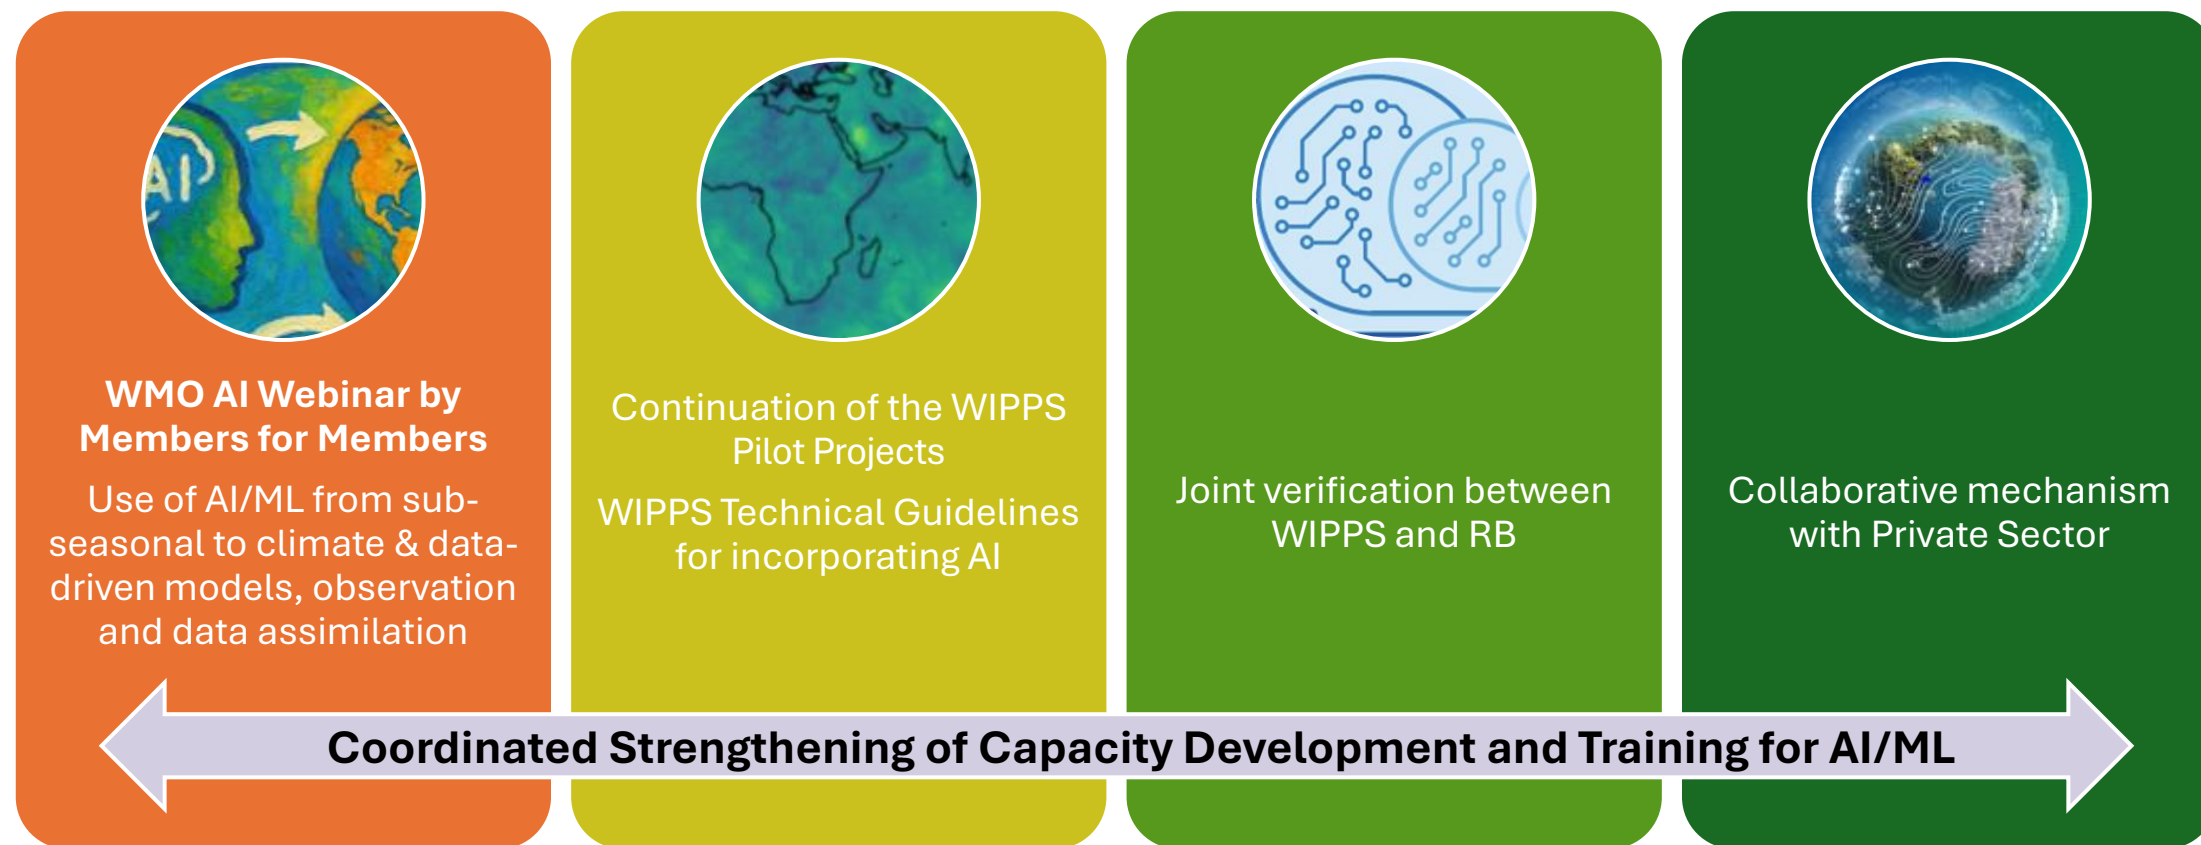 AI
WMO AI Webinar by
Members for Members
Use of AI/ML from sub-
seasonal to climate & data-
driven models, observation
and data assimilation
Continuation of the WIPPS
Pilot Projects
WIPPS Technical Guidelines
for incorporating AI
Joint verification between
WIPPS and RB
Collaborative mechanism
with Private Sector
Coordinated Strengthening of Capacity Development and Training for AI/ML